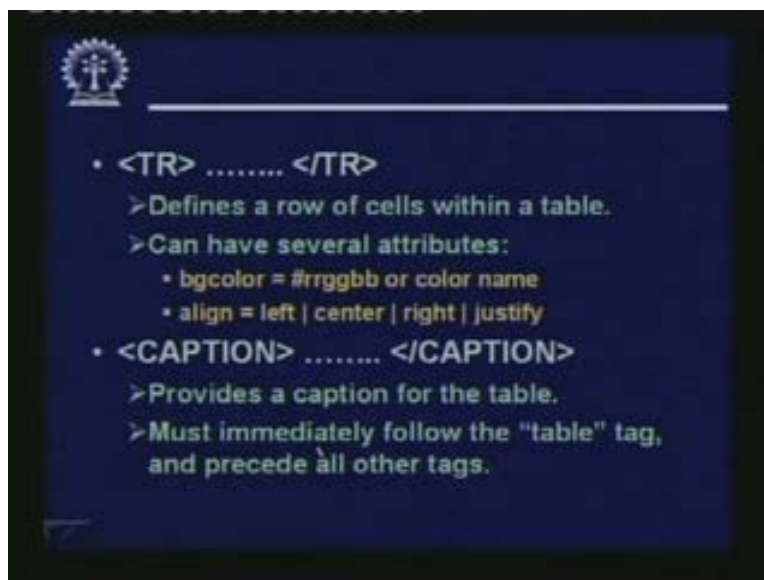 • <TR> …….. </TR>
➢Defines a row of cells within a table.
➢Can have several attributes:
▪ bgcolor = #rrggbb or color name
▪ align = left | center | right | justify
• <CAPTION> …….. </CAPTION>
➢Provides a caption for the table.
➢Must immediately follow the “table” tag,
and precede all other tags.